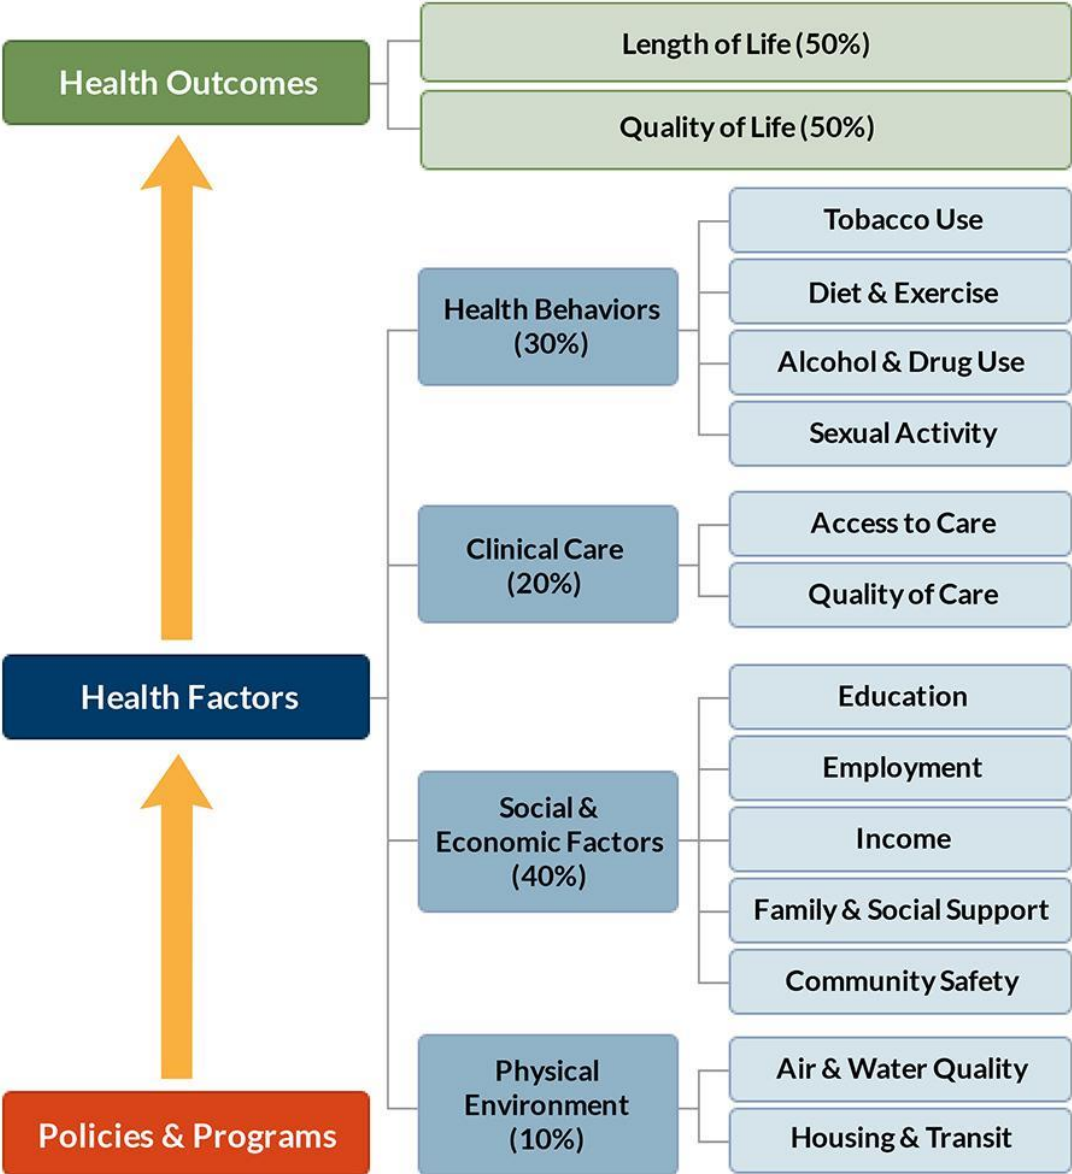 Health Outcomes
Length of Life (50%)
Quality of Life (50%)
Health Factors
Health Behaviors
(30%)
Tobacco Use
Diet & Exercise
Alcohol & Drug Use
Sexual Activity
Clinical Care
(20%)
Access to Care
Quality of Care
Social &
Economic Factors
(40%)
Education
Employment
Income
Family & Social Support
Community Safety
Physical
Environment
(10%)
Air & Water Quality
Housing & Transit
Policies & Programs